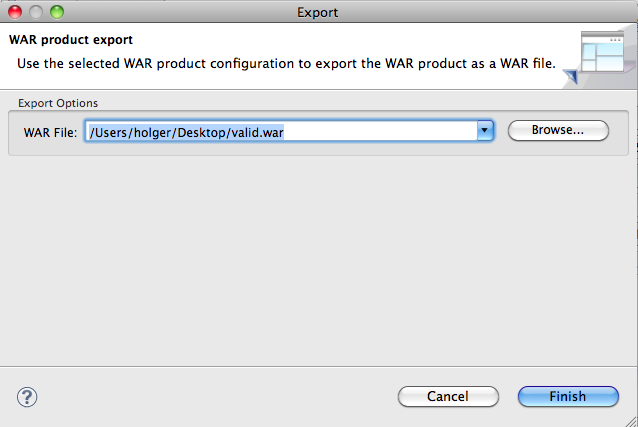 Export
WAR product export
Use the selected WAR product configuration to export the WAR product as a WAR file.
Export Options
WAR File: /Users/holger/Desktop/valid.war Browse...
? Cancel Finish